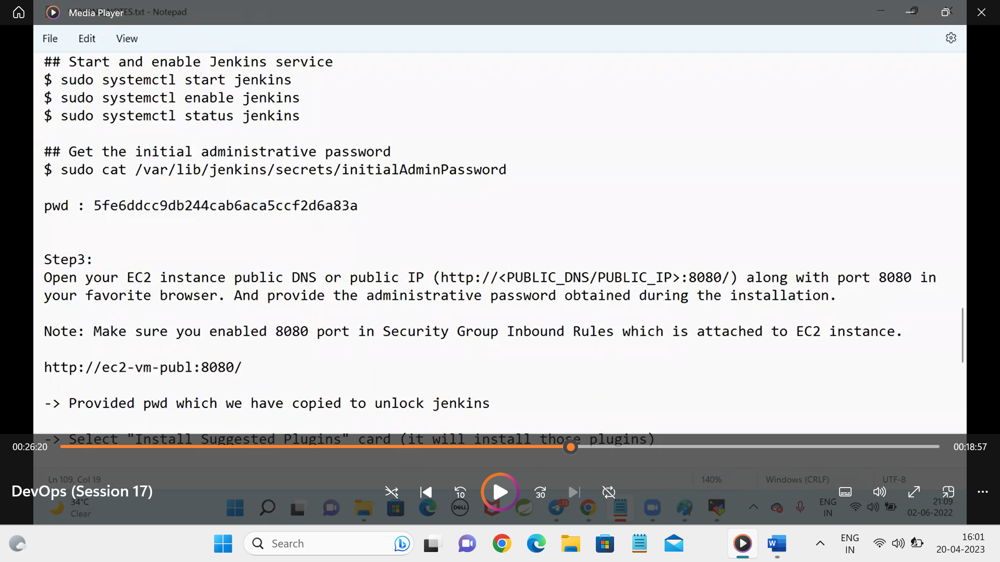 Media Player
NOTES.txt - Notepad
File Edit View
## Start and enable Jenkins service
$ sudo systemctl start jenkins
$ sudo systemctl enable jenkins
$ sudo systemctl status jenkins
## Get the initial administrative password
$ sudo cat /var/lib/jenkins/secrets/initialAdminPassword
pwd : 5fe6ddcc9db244cab6aca5ccf2d6a83a
Step3:
Open your EC2 instance public DNS or public IP (http://<PUBLIC_DNS/PUBLIC_IP>:8080/) along with port 8080 in
your favorite browser. And provide the administrative password obtained during the installation.
Note: Make sure you enabled 8080 port in Security Group Inbound Rules which is attached to EC2 instance.
http://ec2-vm-publ:8080/
-> Provided pwd which we have copied to unlock jenkins
-> Select "Install Suggested Plugins" card (it will install those plugins)
00:26:20 00:18:57
Ln 109, Col 19 140% Windows (CRLF) UTF-8
DevOps (Session 17) 10 30
34°C
Clear
DELL
15
ENG
IN
21:09
02-06-2022
Search
ENG
IN
16:01
20-04-2023